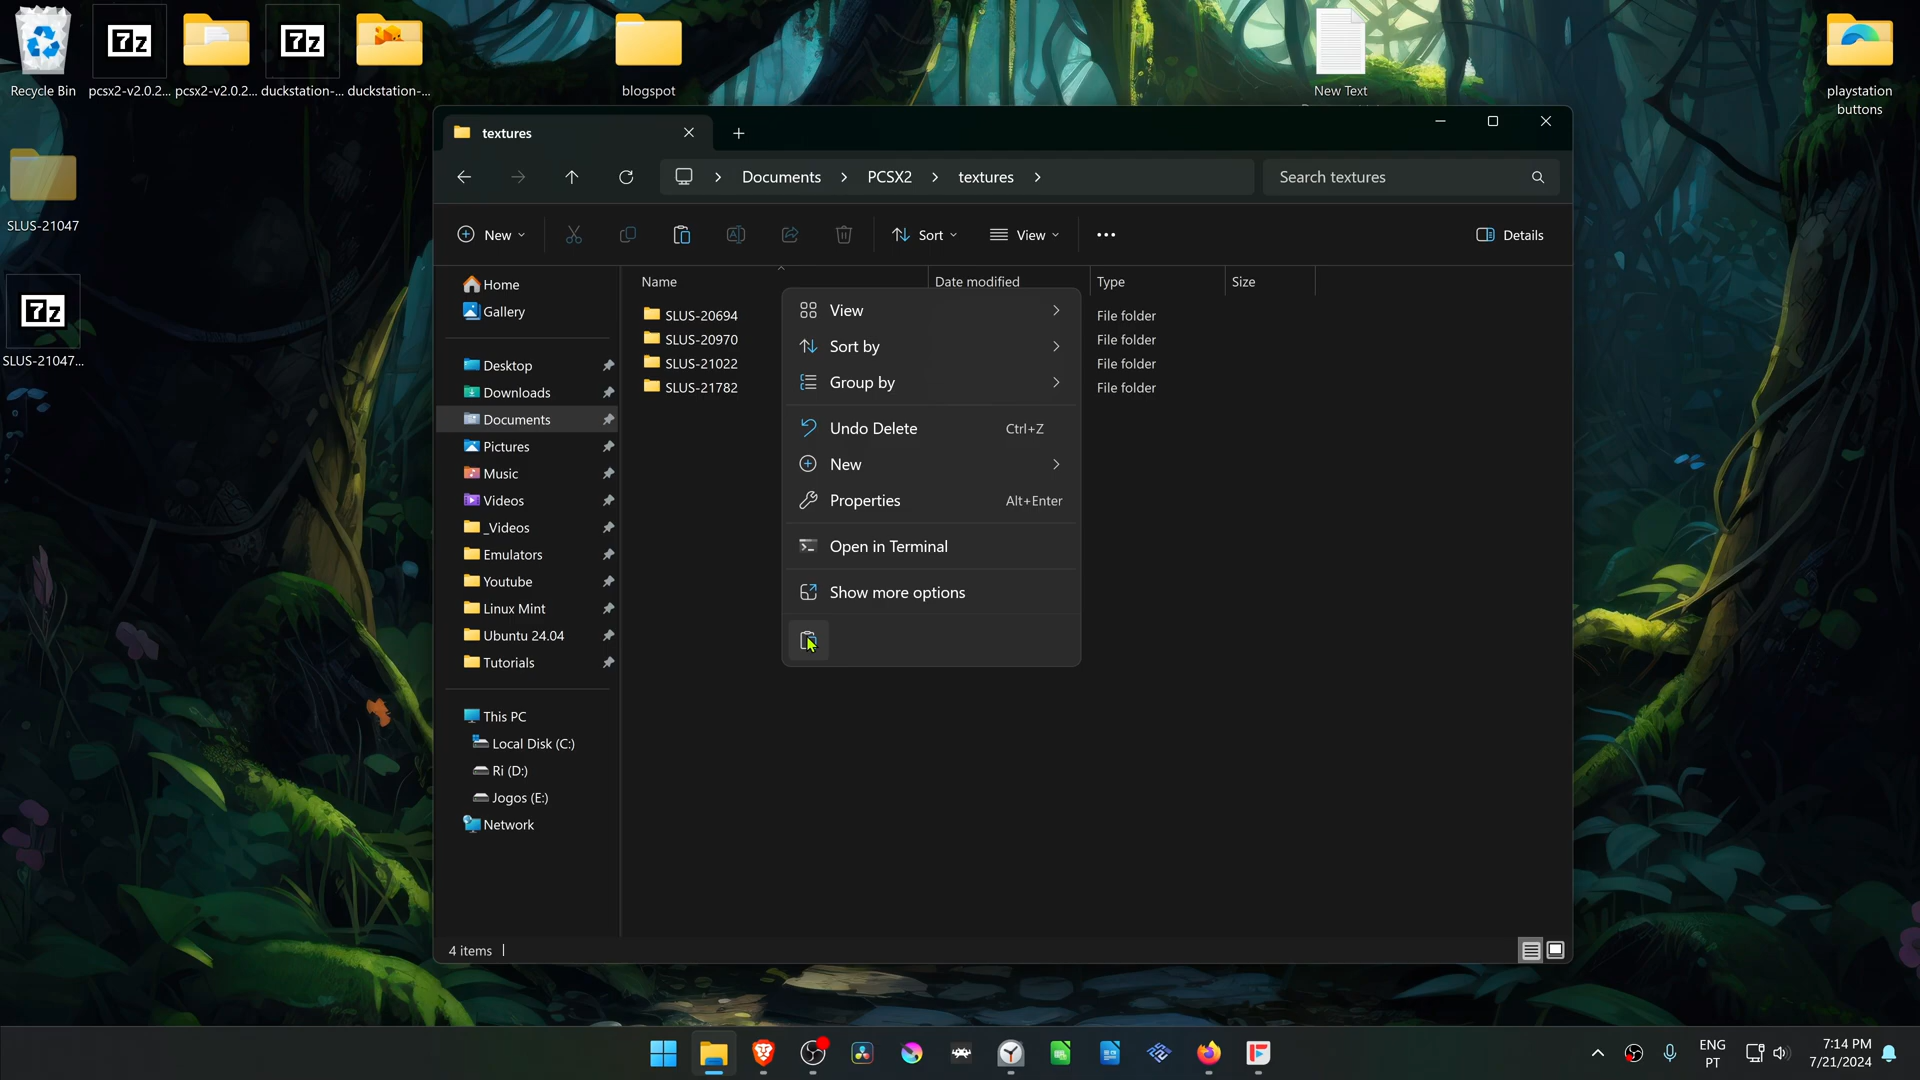 Recycle Bin
pcsx2-v2.0.2...
pcsx2-v2.0.2...
duckstation-...
duckstation-...
blogspot
New Text
playstation
buttons
SLUS-21047
7z
SLUS-21047...
textures
Documents
PCSX2
textures
Search textures
New
Sort
View
Details
Home
Gallery
Desktop
Downloads
Documents
Pictures
Music
Videos
_Videos
Emulators
Youtube
Linux Mint
Ubuntu 24.04
Tutorials
This PC
Local Disk (C:)
Ri (D:)
Jogos (E:)
Network
Name
Date modified
Type
Size
SLUS-20694
File folder
SLUS-20970
File folder
SLUS-21022
File folder
SLUS-21782
File folder
View
Sort by
Group by
Undo Delete Ctrl+Z
New
Properties Alt+Enter
Open in Terminal
Show more options
4 items
ENG
PT
7:14 PM
7/21/2024